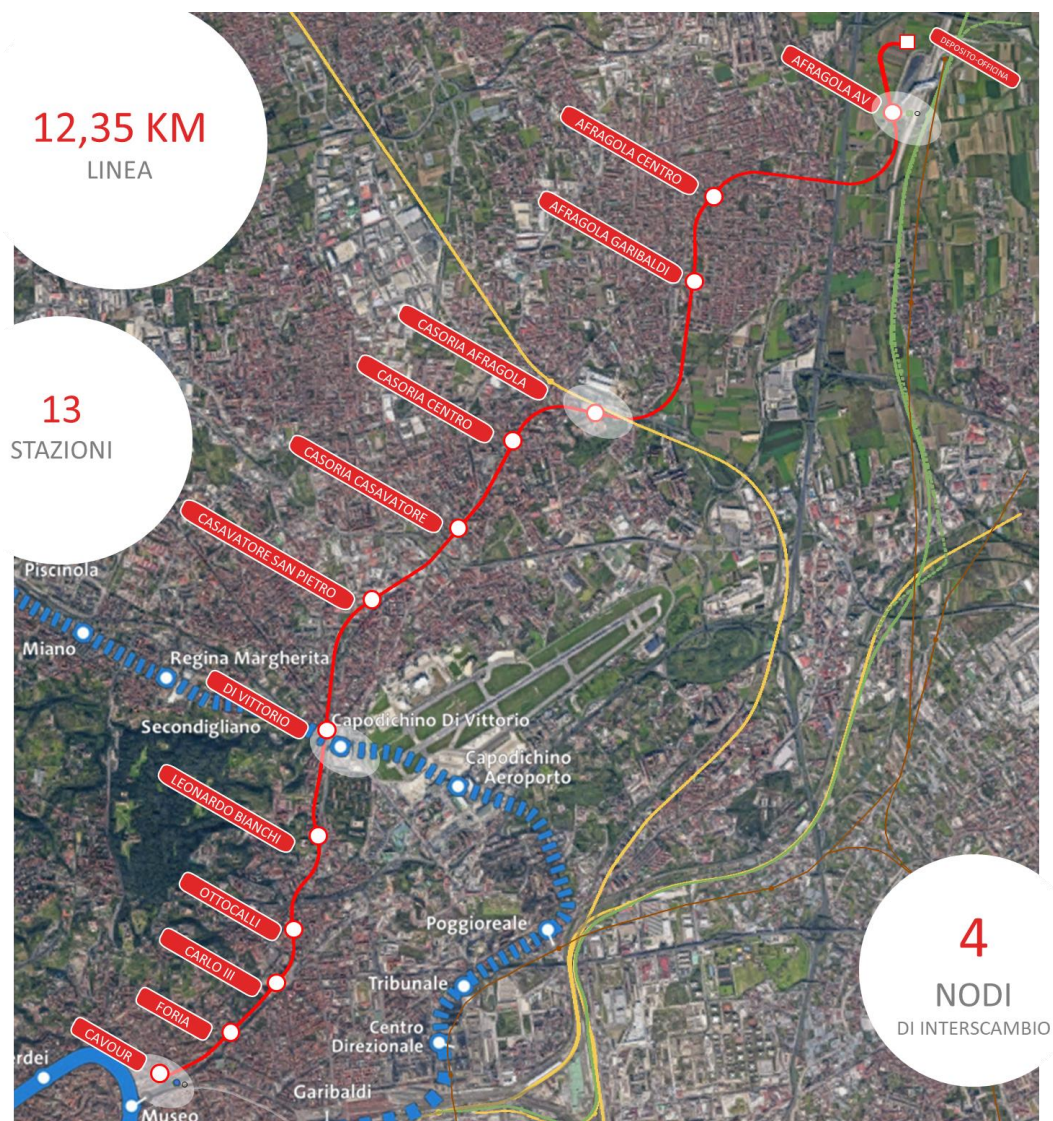 12,35 KM
LINEA
DEPOSITO-OFFICINA
AFRAGOLA AV
AFRAGOLA CENTRO
AFRAGOLA GARIBALDI
CASORIA AFRAGOLA
CASORIA CENTRO
13
STAZIONI
CASORIA CASAVATORE
CASAVATORE SAN PIETRO
Piscinola
Miano
Regina Margherita
DI VITTORIO
Secondigliano
Capodichino Di Vittorio
Capodichino
Aeroporto
LEONARDO BIANCHI
OTTOCALLI
Poggioreale
4
NODI
DI INTERSCAMBIO
CARLO III
Tribunale
FORIA
Centro
Direzionale
CAVOUR
erdei
Garibaldi
Museo